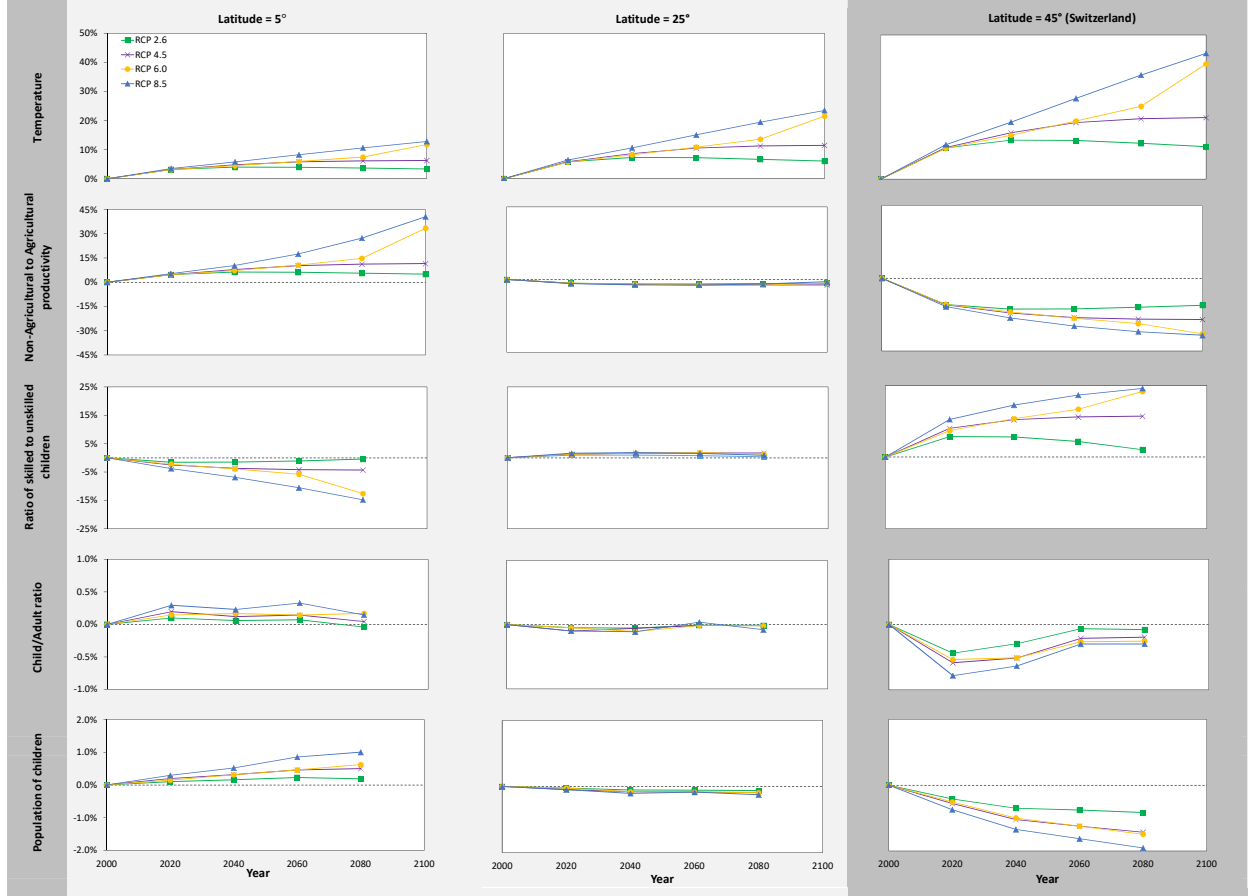 Latitude = 5° Latitude = 25° Latitude = 45° (Switzerland)
Temperature
50%
40%
30%
20%
10%
0%
RCP 2.6
RCP 4.5
RCP 6.0
RCP 8.5
Non-Agricultural to Agricultural
productivity
45%
30%
15%
0%
-15%
-30%
-45%
Ratio of skilled to unskilled
children
25%
15%
5%
-5%
-15%
-25%
Child/Adult ratio
1.0%
0.5%
0.0%
-0.5%
-1.0%
Population of children
2.0%
1.0%
0.0%
-1.0%
-2.0%
2000 2020 2040 2060 2080 2100 2000 2020 2040 2060 2080 2100 2000 2020 2040 2060 2080 2100
Year Year Year